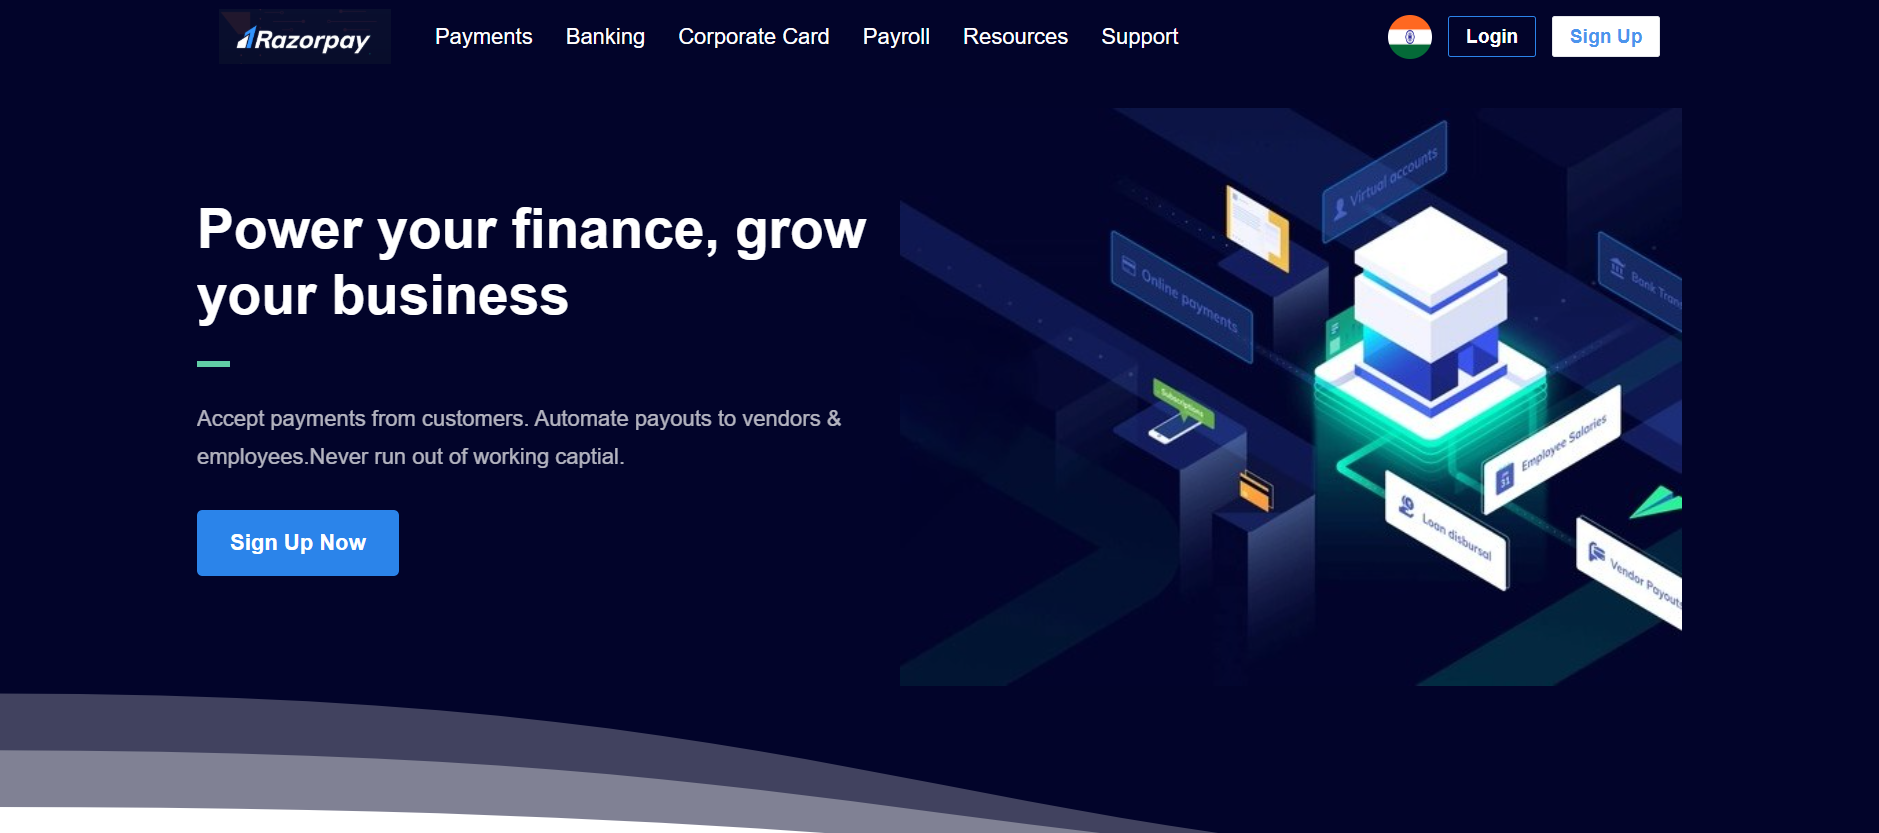 Razorpay
Payments
Banking
Corporate Card
Payroll
Resources
Support
Login
Sign Up
Power your finance, grow
your business
Accept payments from customers. Automate payouts to vendors &
employees.Never run out of working captial.
Sign Up Now
Virtual accounts
Online payments
Bank
Subscriptions
Employee Salaries
31
Loan disbursal
Vendor Payouts